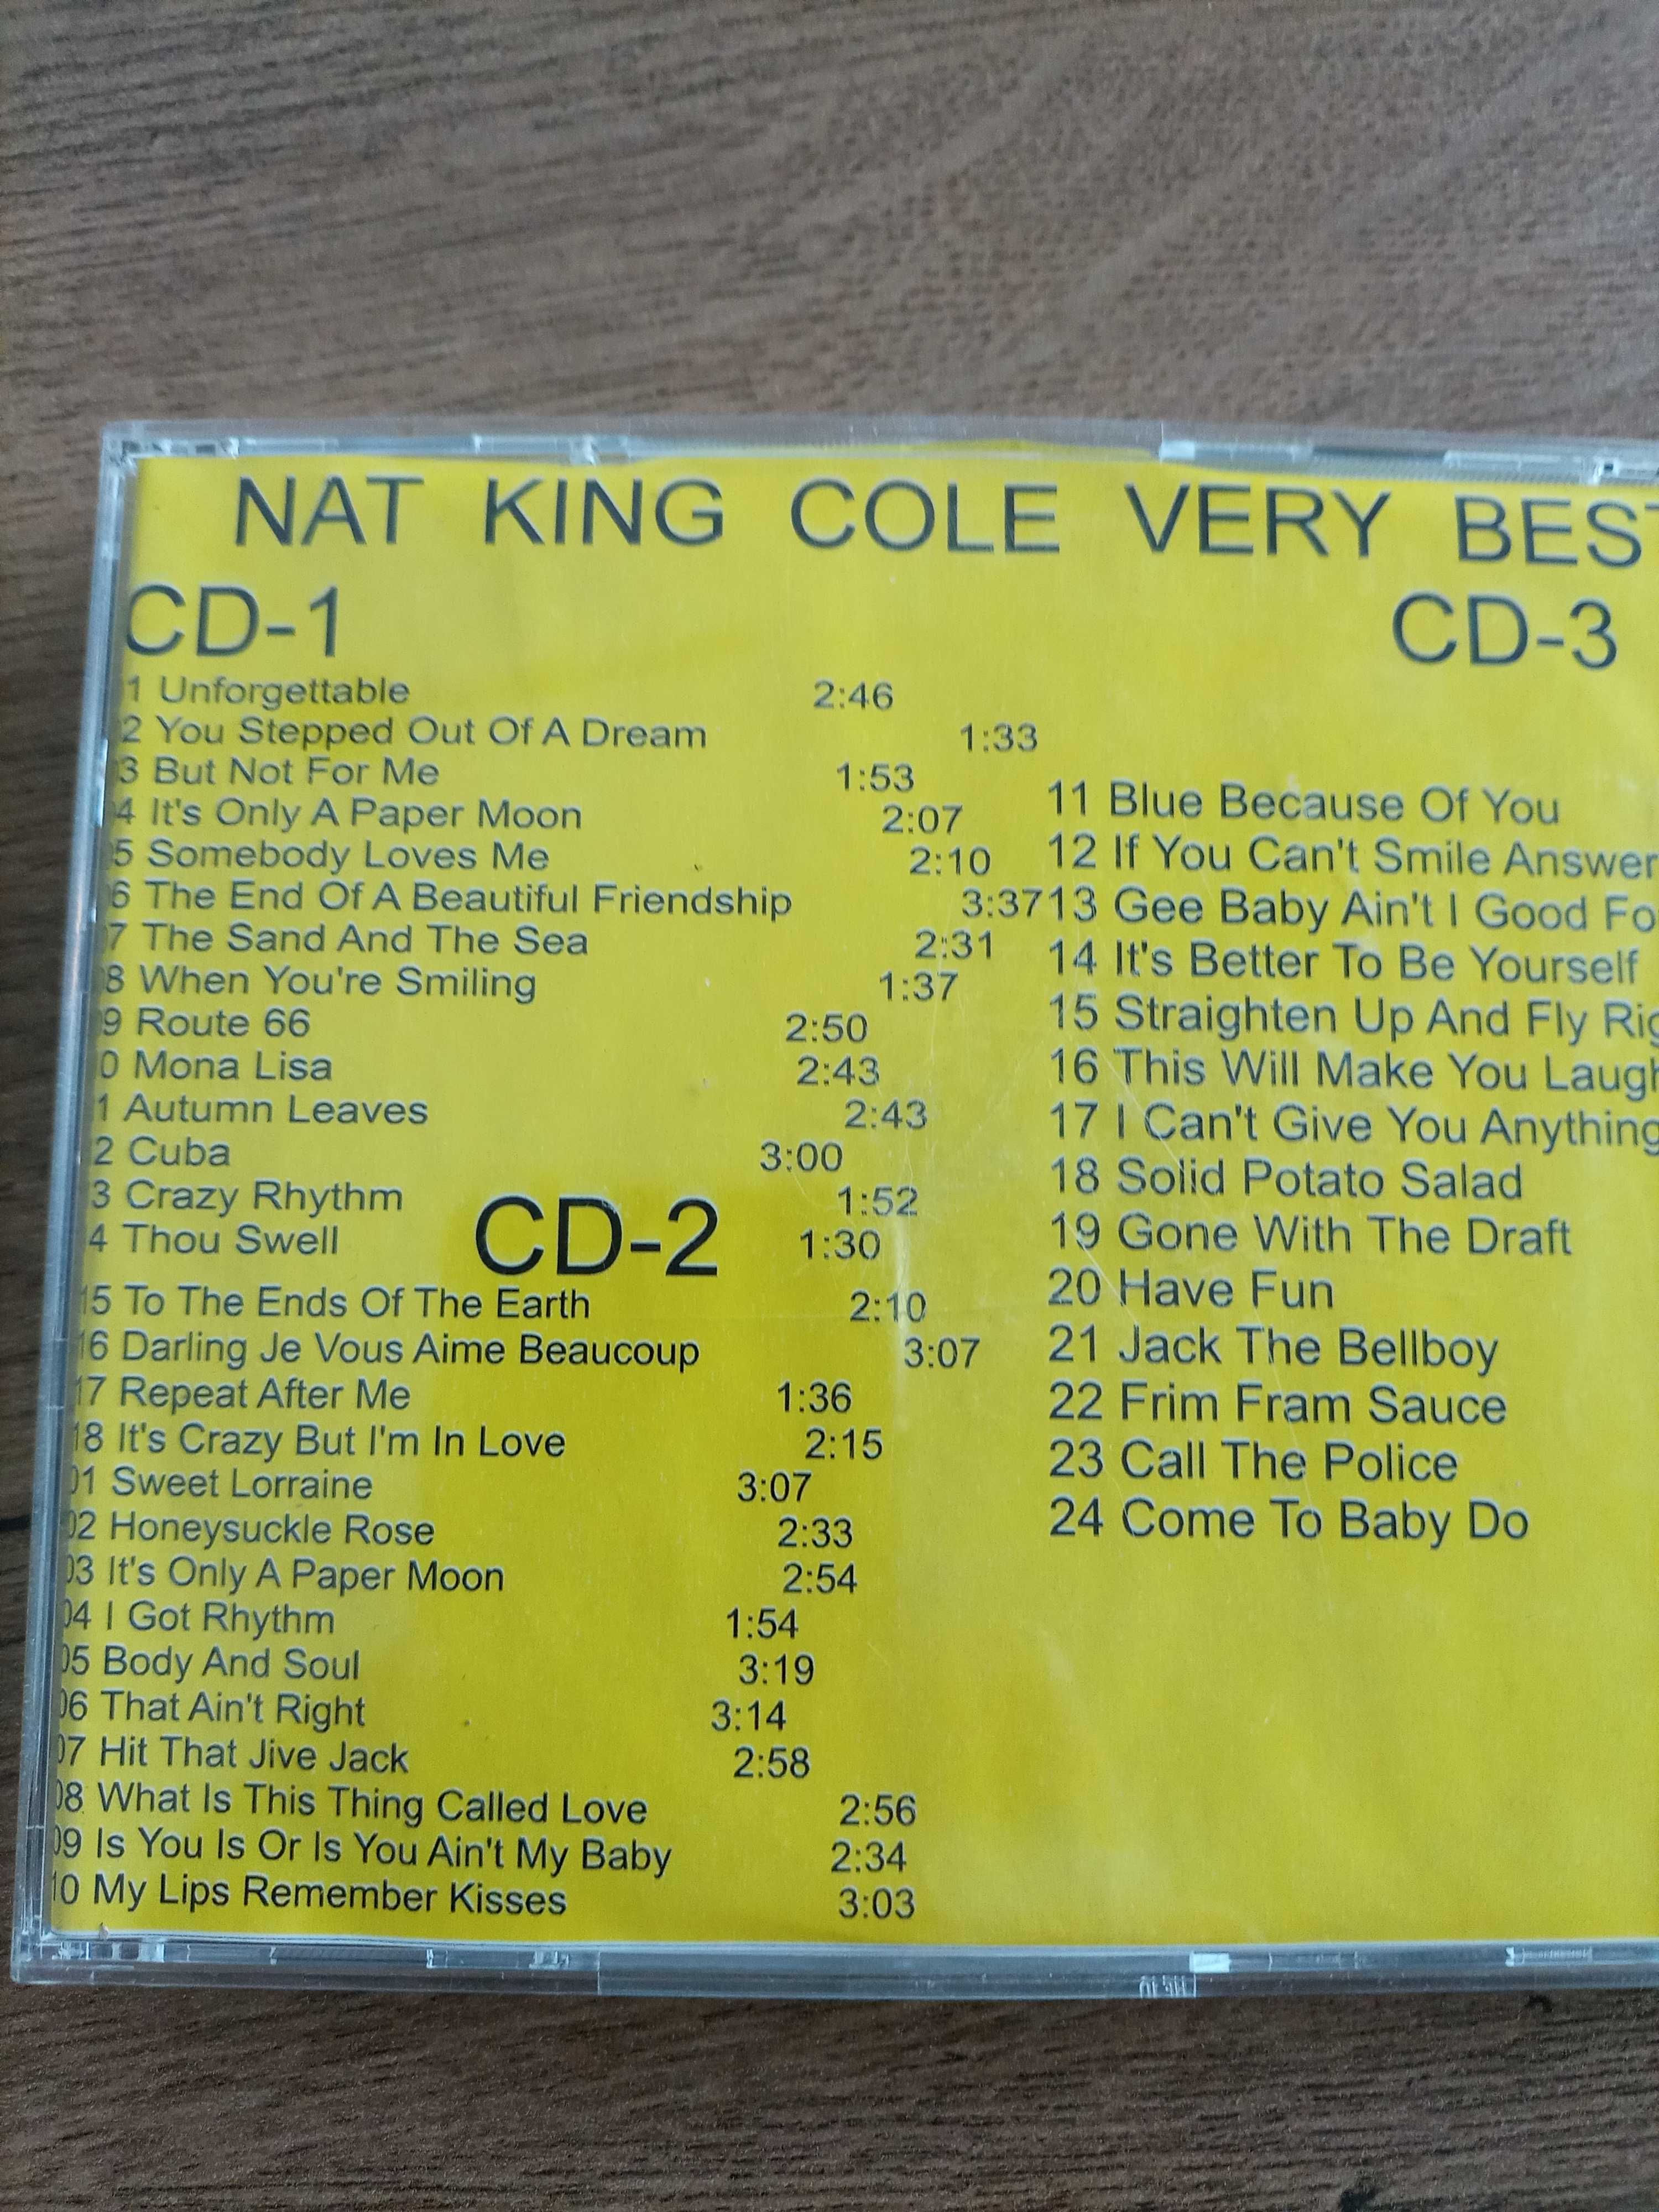 NAT KING COLE VERY BEST
CD-1
1 Unforgettable 2:46
2 You Stepped Out Of A Dream 1:33
3 But Not For Me 1:53
4 It's Only A Paper Moon 2:07
5 Somebody Loves Me 2:10
6 The End Of A Beautiful Friendship 3:37
7 The Sand And The Sea 2:31
8 When You're Smiling 1:37
9 Route 66 2:50
0 Mona Lisa 2:43
1 Autumn Leaves 2:43
2 Cuba 3:00
3 Crazy Rhythm 1:52
4 Thou Swell 1:30
CD-2
15 To The Ends Of The Earth 2:10
16 Darling Je Vous Aime Beaucoup 3:07
17 Repeat After Me 1:36
18 It's Crazy But I'm In Love 2:15
01 Sweet Lorraine 3:07
02 Honeysuckle Rose 2:33
03 It's Only A Paper Moon 2:54
04 I Got Rhythm 1:54
05 Body And Soul 3:19
06 That Ain't Right 3:14
07 Hit That Jive Jack 2:58
08 What Is This Thing Called Love 2:56
09 Is You Is Or Is You Ain't My Baby 2:34
10 My Lips Remember Kisses 3:03
CD-3
11 Blue Because Of You
12 If You Can't Smile Answer
13 Gee Baby Ain't I Good Fo
14 It's Better To Be Yourself
15 Straighten Up And Fly Rig
16 This Will Make You Laugh
17 I Can't Give You Anything
18 Solid Potato Salad
19 Gone With The Draft
20 Have Fun
21 Jack The Bellboy
22 Frim Fram Sauce
23 Call The Police
24 Come To Baby Do